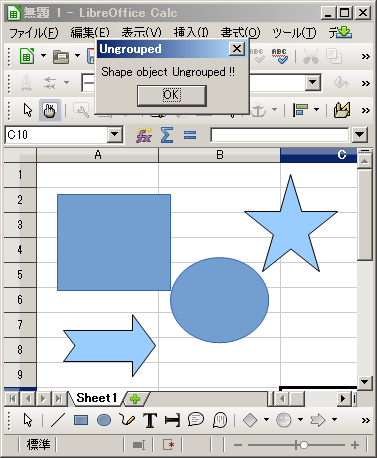 無題 1 - LibreOffice Calc
ファイル(F) 編集(E) 表示(V) 挿入(I) 書式(O) ツール(T) デ
Ungrouped
Shape object Ungrouped !!
OK
ABC ABC
C10
A B C
1
2
3
4
5
6
7
8
9
Sheet1
T
標準